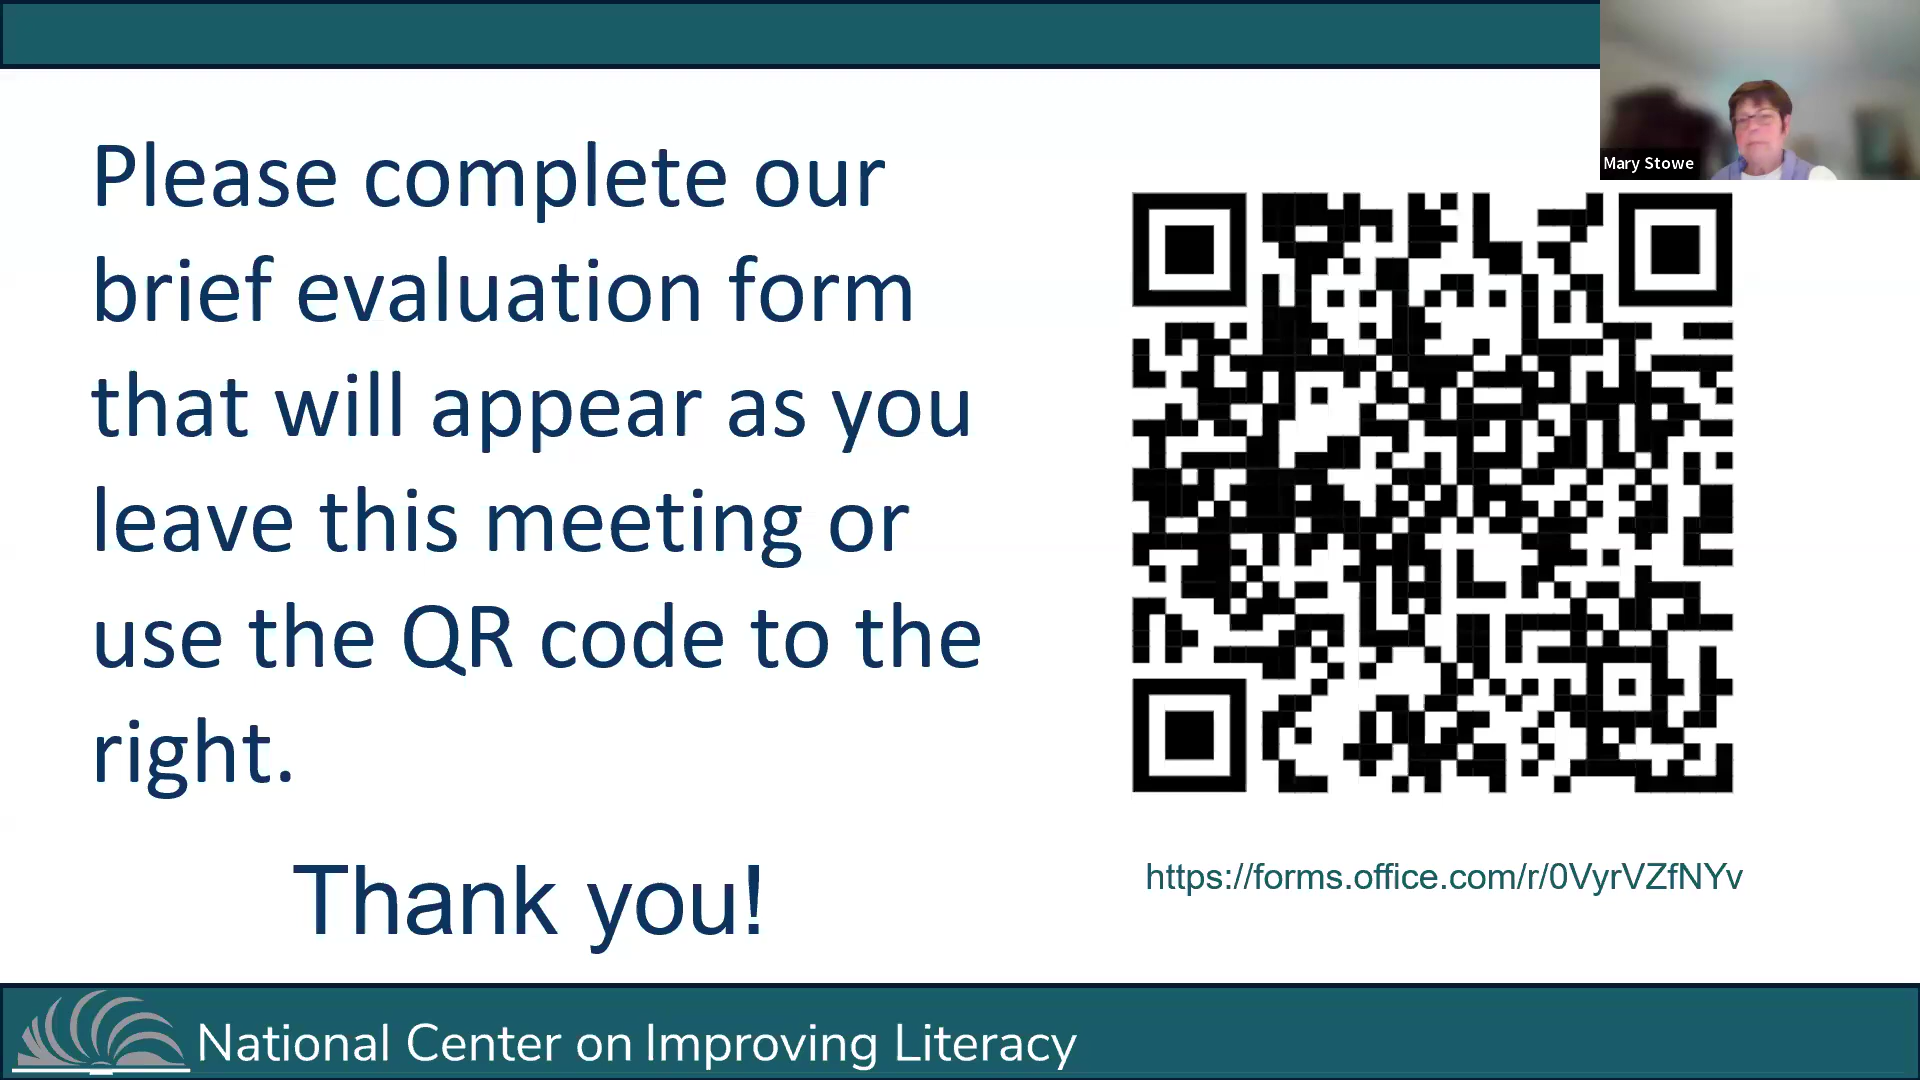 Mary Stowe
Please complete our
brief evaluation form
that will appear as you
leave this meeting or
use the QR code to the
right.
Thank you!
https://forms.office.com/r/0VyrVZfNYv
National Center on Improving Literacy